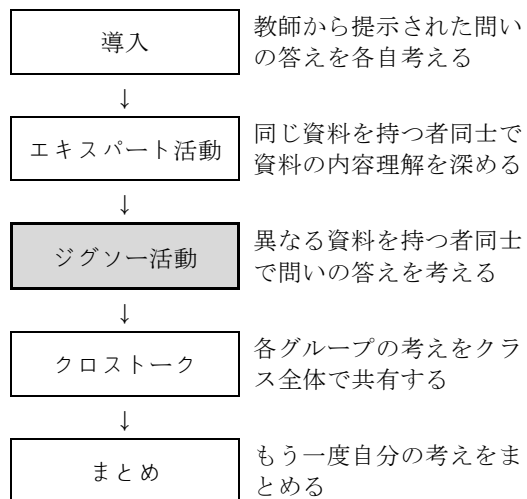 導入
教師から提示された問い
の答えを各自考える
↓
エキスパート活動
同じ資料を持つ者同士で
資料の内容理解を深める
↓
ジグソー活動
異なる資料を持つ者同士
で問いの答えを考える
↓
クロストーク
各グループの考えをクラ
ス全体で共有する
↓
まとめ
もう一度自分の考えをま
とめる